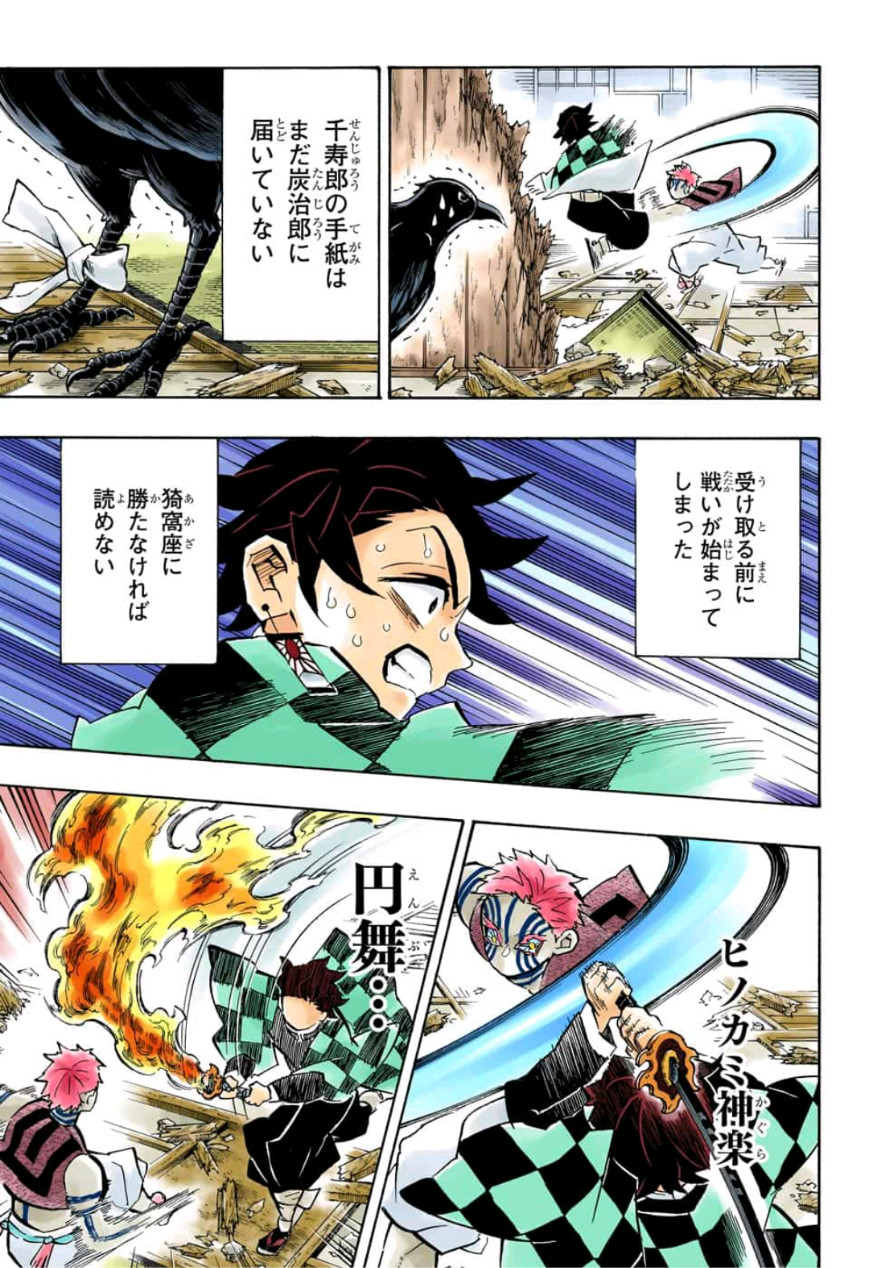 千寿郎の手紙は
まだ炭治郎に
届いていない
受け取る前に
戦いが始まって
しまった
猗窩座に
勝たなければ
読めない
ヒノカミ神楽
円舞…